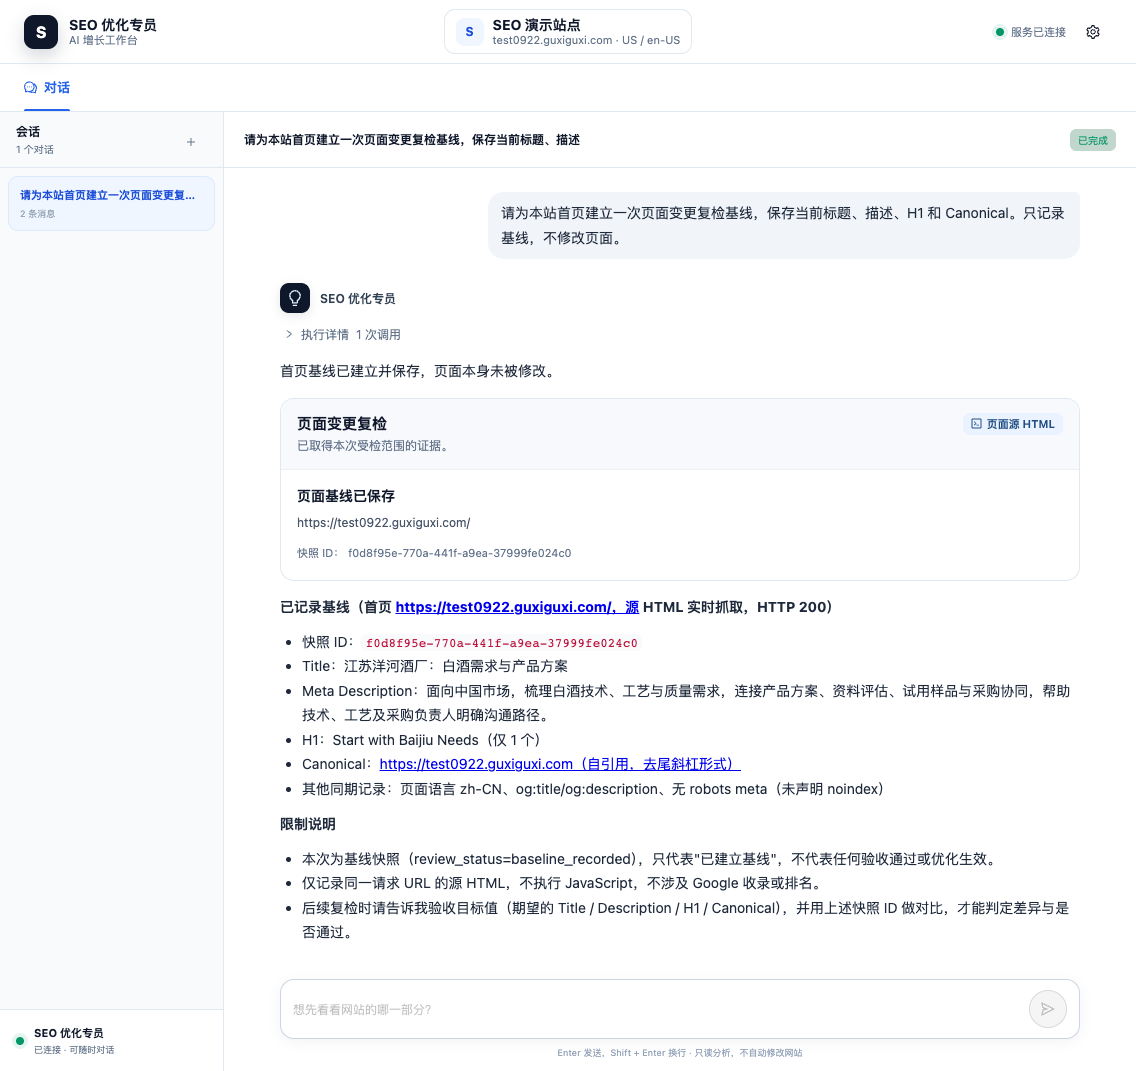 S
SEO 优化专员
AI 增长工作台
S
SEO 演示站点
test0922.guxiguxi.com · US / en-US
服务已连接
对话
会话
1 个对话
+
请为本站首页建立一次页面变更复检基线，保存当前标题、描述
已完成
请为本站首页建立一次页面变更复...
2 条消息
请为本站首页建立一次页面变更复检基线，保存当前标题、描述、H1 和 Canonical。只记录
基线，不修改页面。
SEO 优化专员
执行详情 1 次调用
首页基线已建立并保存，页面本身未被修改。
页面变更复检
已取得本次受检范围的证据。
页面源 HTML
页面基线已保存
https://test0922.guxiguxi.com/
快照 ID： f0d8f95e-770a-441f-a9ea-37999fe024c0
已记录基线（首页 https://test0922.guxiguxi.com/，源 HTML 实时抓取，HTTP 200）
• 快照 ID： f0d8f95e-770a-441f-a9ea-37999fe024c0
• Title：江苏洋河酒厂：白酒需求与产品方案
• Meta Description：面向中国市场，梳理白酒技术、工艺与质量需求，连接产品方案、资料评估、试用样品与采购协同，帮助
技术、工艺及采购负责人明确沟通路径。
• H1：Start with Baijiu Needs（仅 1 个）
• Canonical：https://test0922.guxiguxi.com（自引用，去尾斜杠形式）
• 其他同期记录：页面语言 zh-CN、og:title/og:description、无 robots meta（未声明 noindex）
限制说明
• 本次为基线快照（review_status=baseline_recorded），只代表"已建立基线"，不代表任何验收通过或优化生效。
• 仅记录同一请求 URL 的源 HTML，不执行 JavaScript，不涉及 Google 收录或排名。
• 后续复检时请告诉我验收目标值（期望的 Title / Description / H1 / Canonical），并用上述快照 ID 做对比，才能判定差异与是
否通过。
想先看看网站的哪一部分?
Enter 发送，Shift + Enter 换行 · 只读分析，不自动修改网站
SEO 优化专员
已连接 · 可随时对话